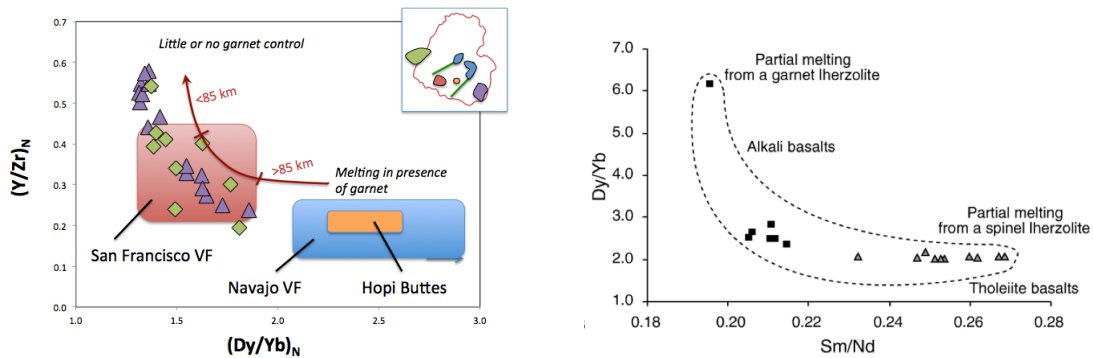 0.7
0.6
0.5
0.4
0.3
0.2
0.1
0.0
(Y/Zr)N
1.0
1.5
2.0
2.5
3.0
(Dy/Yb)N
Little or no garnet control
<85 km
>85 km
Melting in presence
of garnet
San Francisco VF
Navajo VF
Hopi Buttes
7.0
6.0
5.0
4.0
3.0
2.0
1.0
Dy/Yb
0.18
0.20
0.22
0.24
0.26
0.28
Sm/Nd
Partial melting
from a garnet lherzolite
Alkali basalts
Partial melting
from a spinel lherzolite
Tholeiite basalts